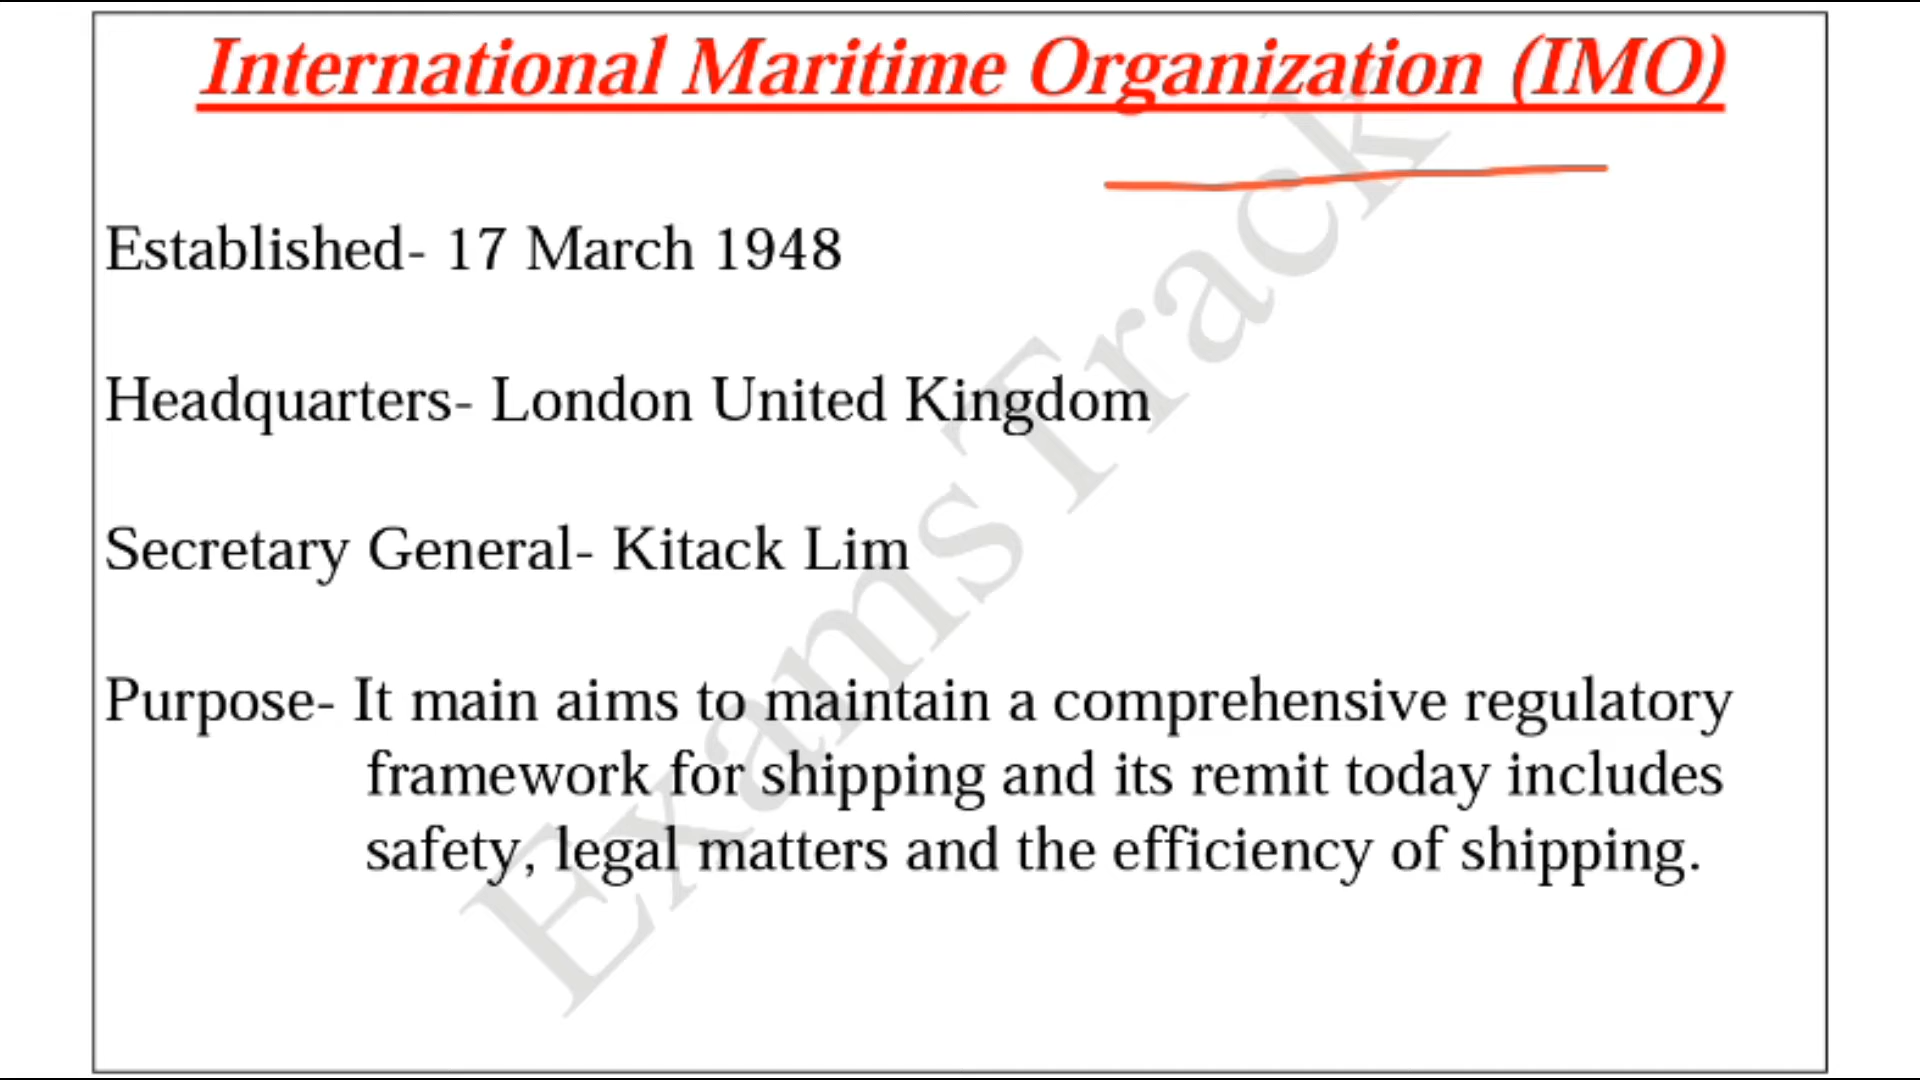 International Maritime Organization (IMO)
Established- 17 March 1948
Headquarters- London United Kingdom
Secretary General- Kitack Lim
Purpose- It main aims to maintain a comprehensive regulatory
framework for shipping and its remit today includes
safety, legal matters and the efficiency of shipping.
Exams Track